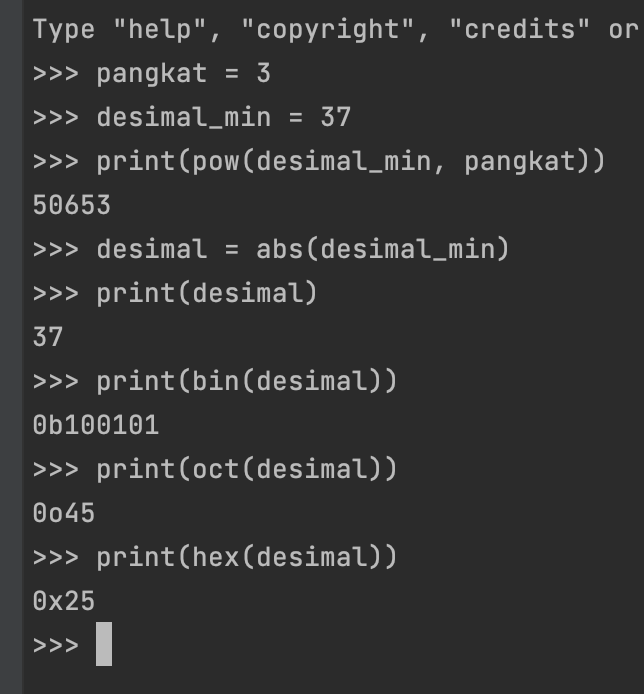 Type "help", "copyright", "credits" or
>>> pangkat = 3
>>> desimal_min = 37
>>> print(pow(desimal_min, pangkat))
50653
>>> desimal = abs(desimal_min)
>>> print(desimal)
37
>>> print(bin(desimal))
0b100101
>>> print(oct(desimal))
0o45
>>> print(hex(desimal))
0x25
>>>